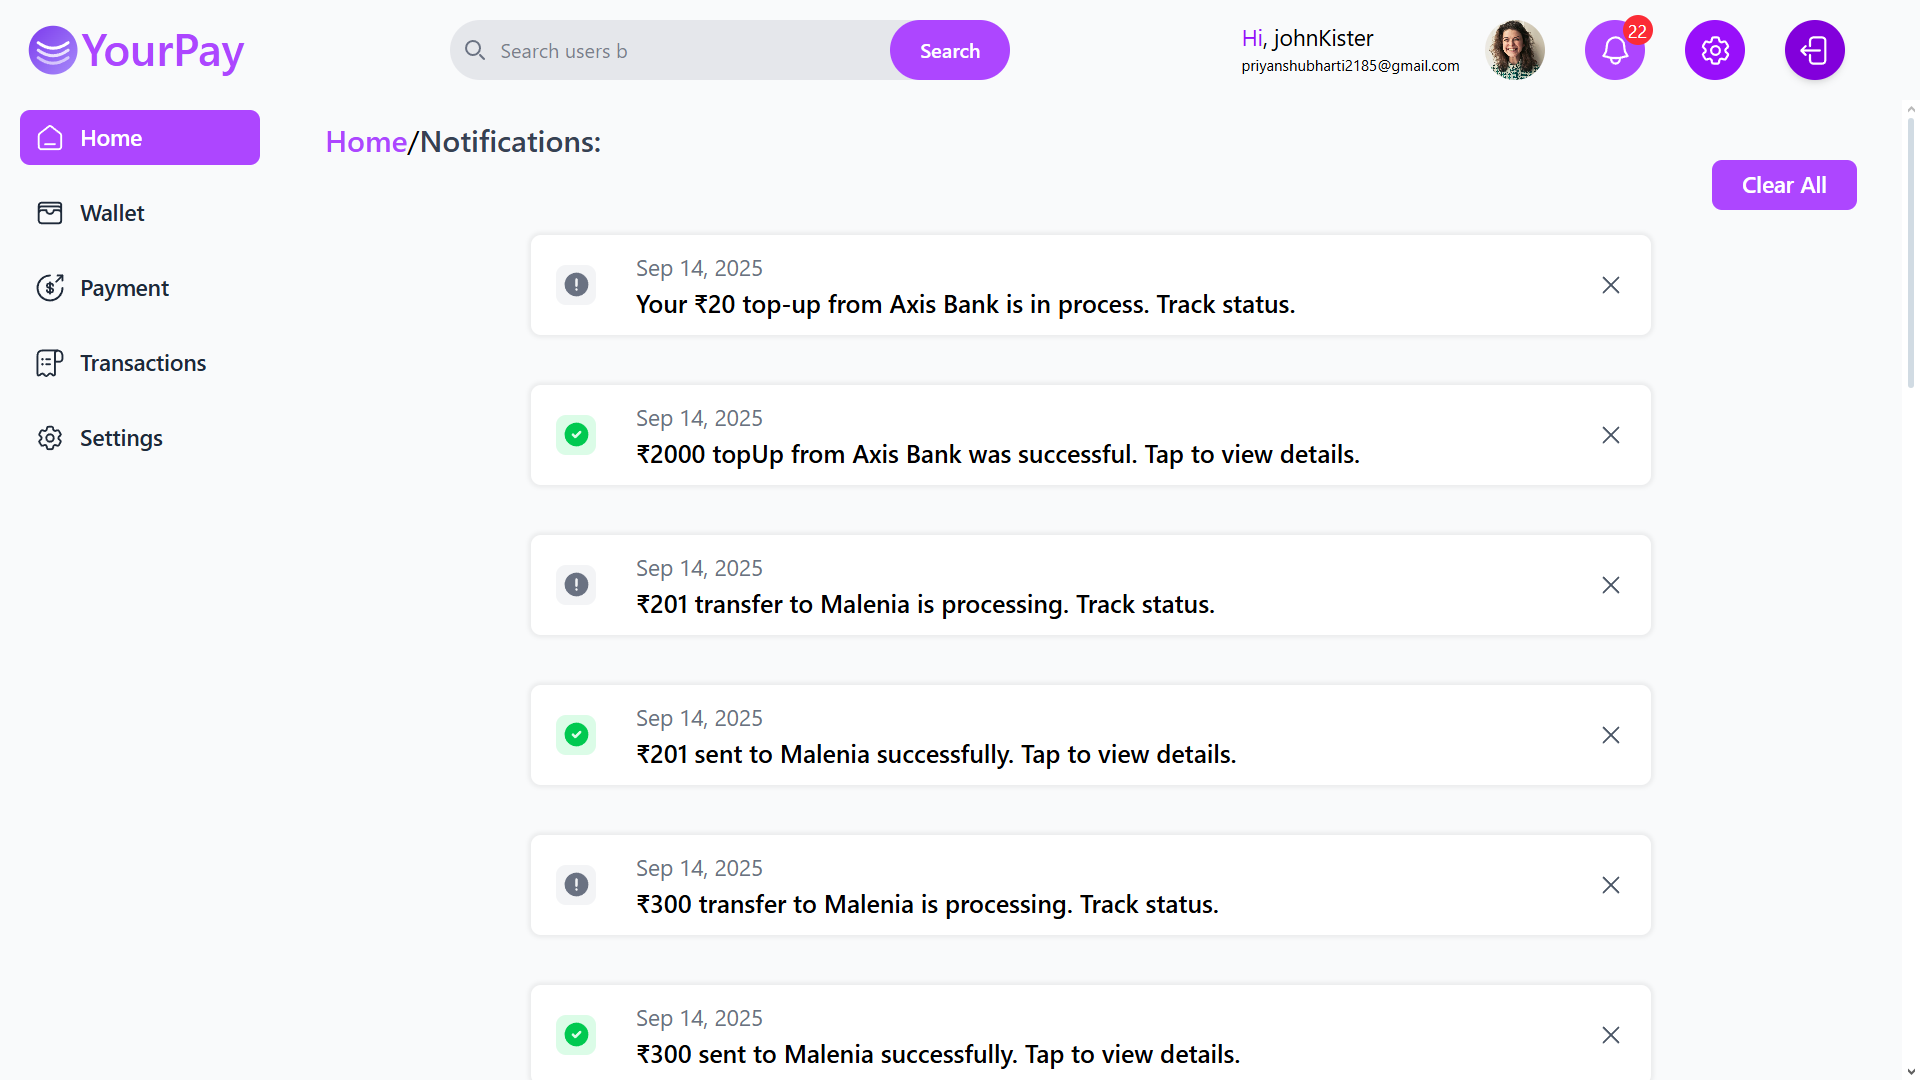 YourPay
Search users b
Search
Hi, johnKister
priyanshubharti2185@gmail.com
22
Home
Wallet
Payment
Transactions
Settings
Home/Notifications:
Clear All
Sep 14, 2025
Your ₹20 top-up from Axis Bank is in process. Track status.
Sep 14, 2025
₹2000 topUp from Axis Bank was successful. Tap to view details.
Sep 14, 2025
₹201 transfer to Malenia is processing. Track status.
Sep 14, 2025
₹201 sent to Malenia successfully. Tap to view details.
Sep 14, 2025
₹300 transfer to Malenia is processing. Track status.
Sep 14, 2025
₹300 sent to Malenia successfully. Tap to view details.